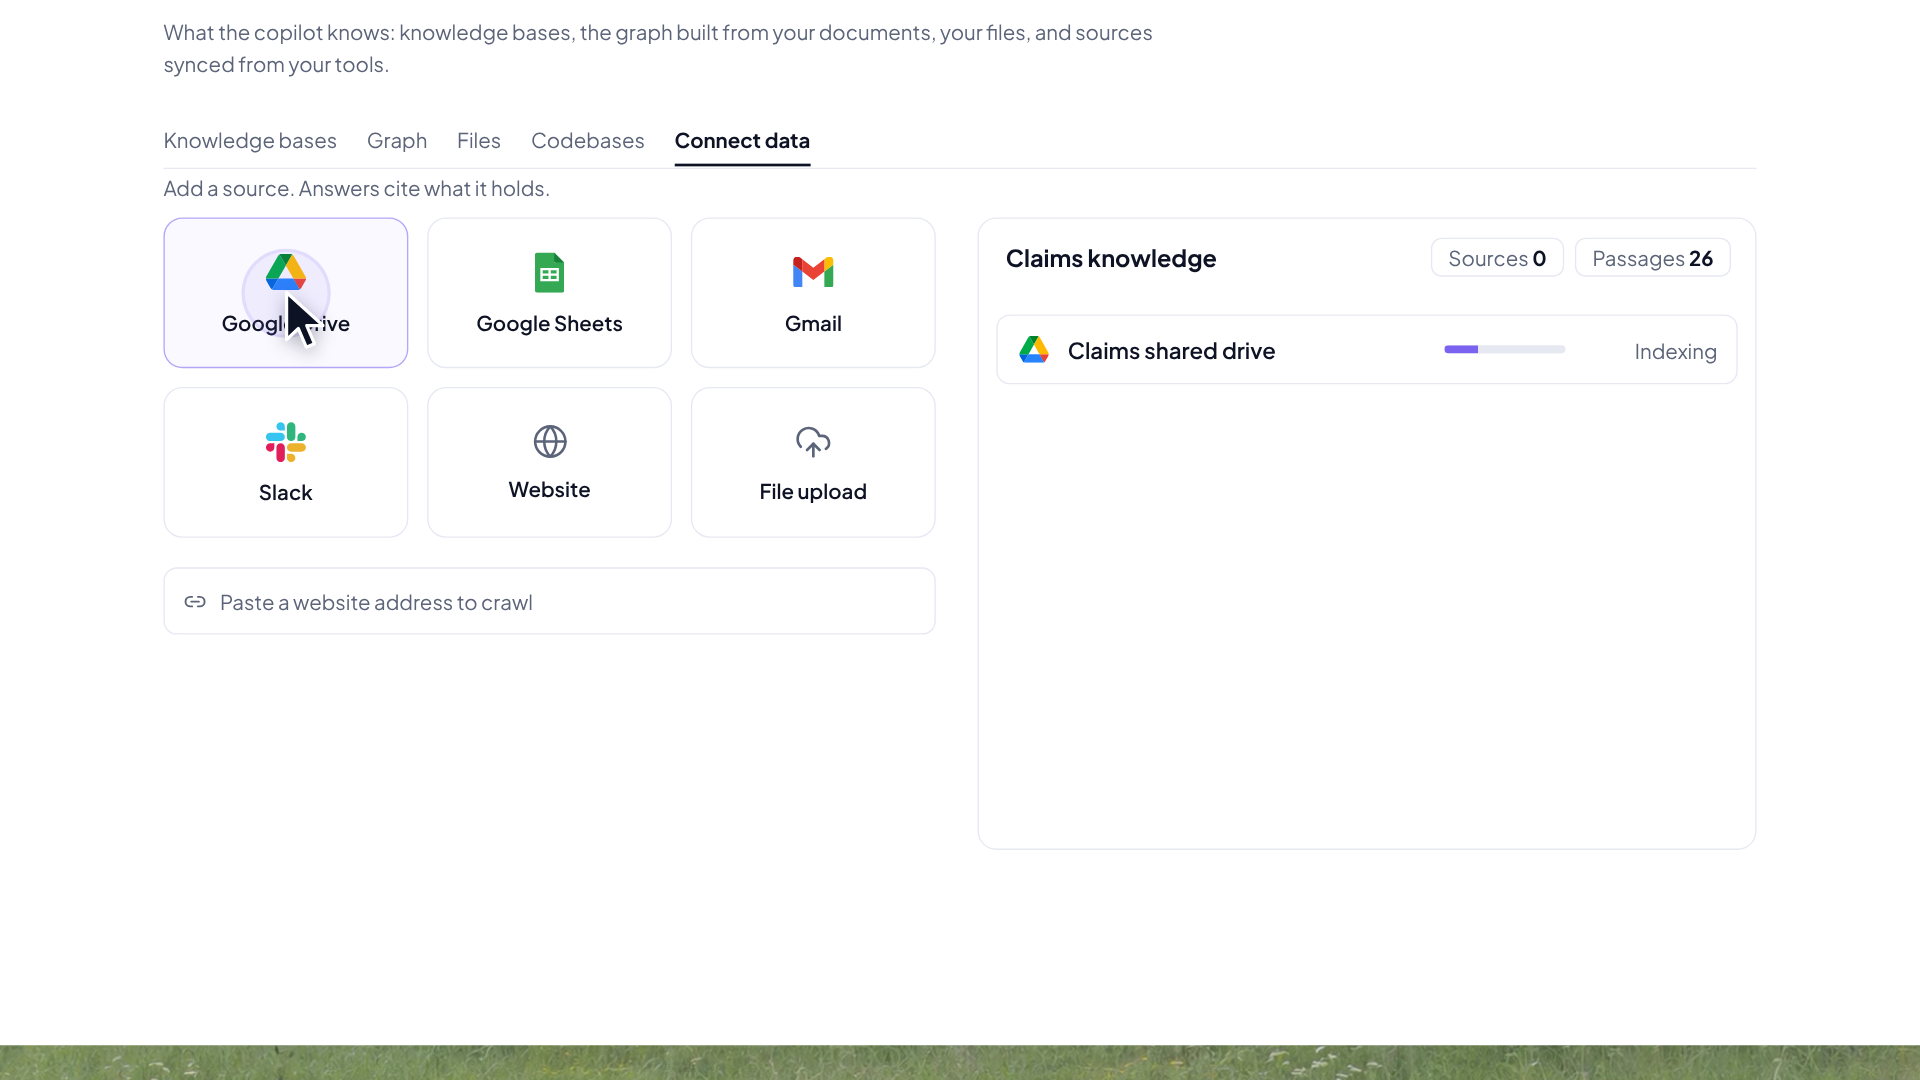 What the copilot knows: knowledge bases, the graph built from your documents, your files, and sources
synced from your tools.
Knowledge bases Graph Files Codebases Connect data
Add a source. Answers cite what it holds.
Google Sheets
Gmail
Slack
Website
File upload
Paste a website address to crawl
Claims knowledge
Sources 0
Passages 26
Claims shared drive
Indexing